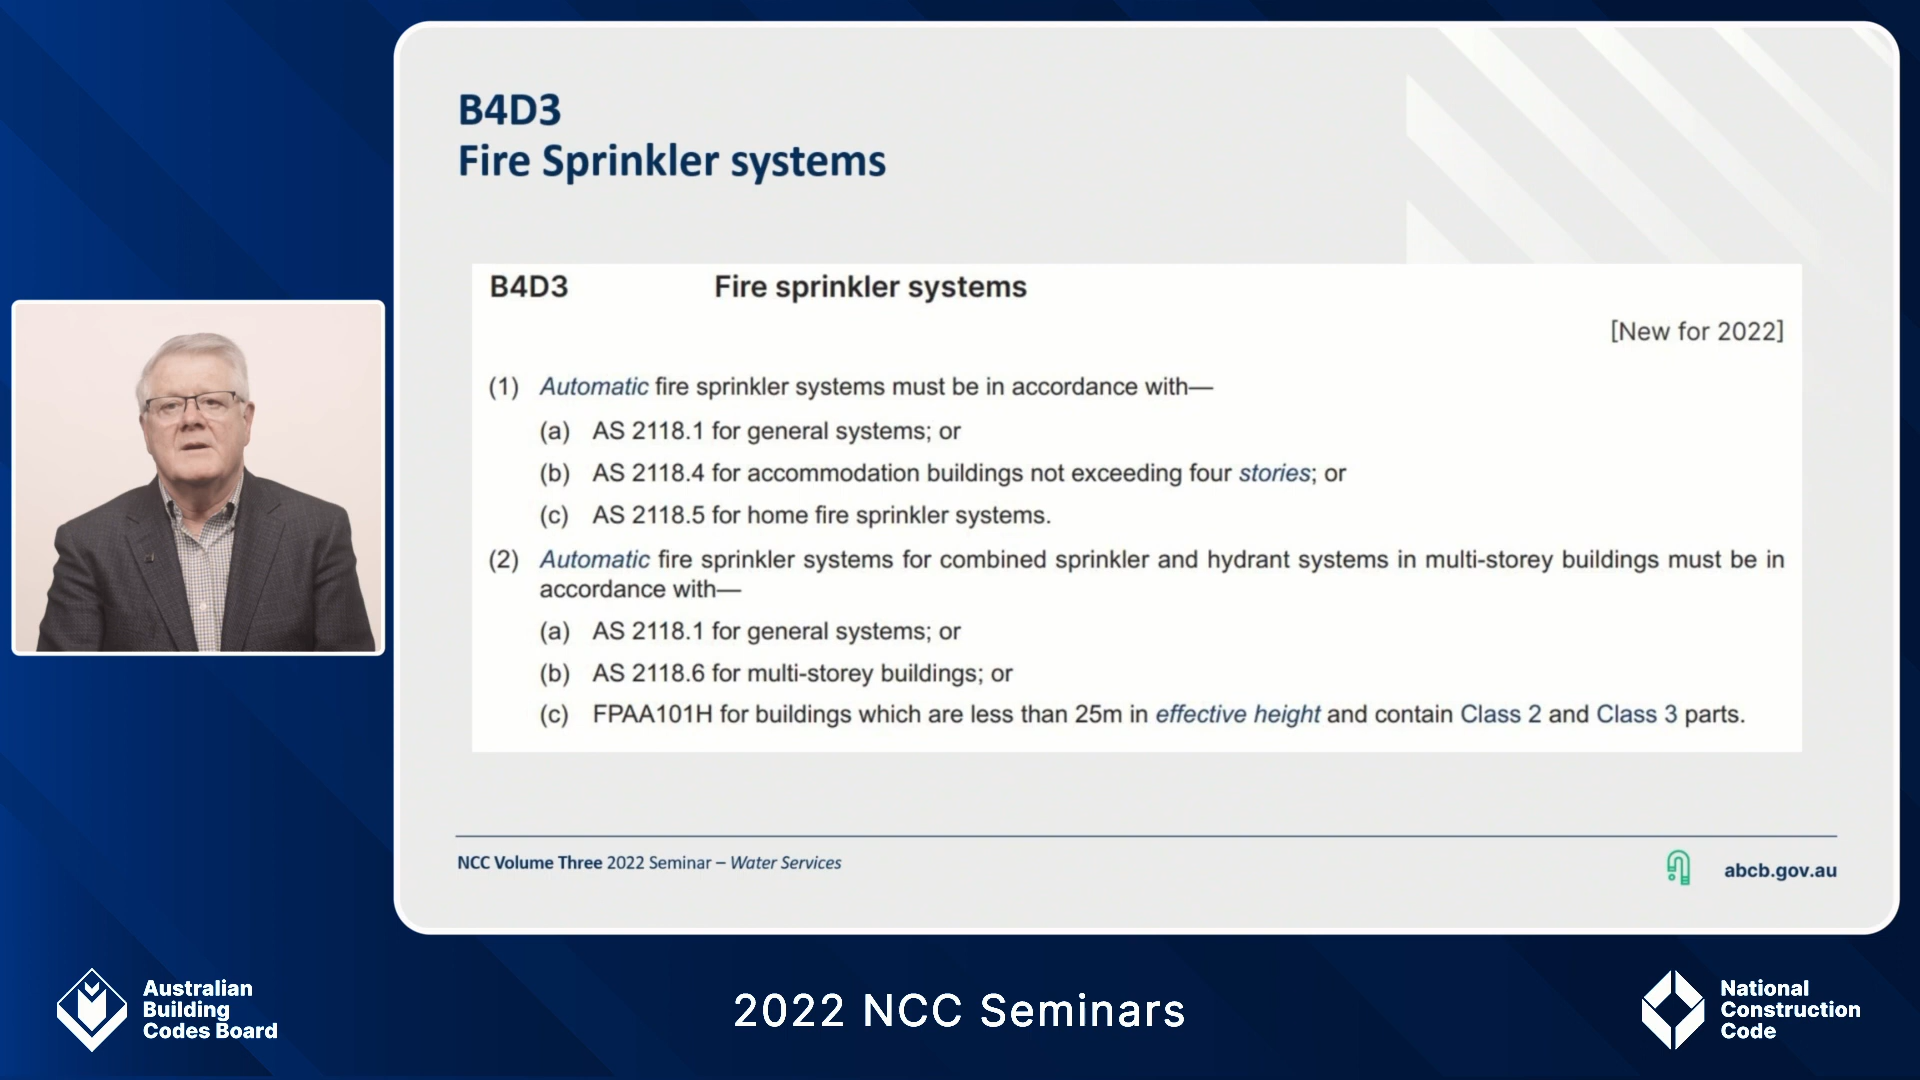 B4D3
Fire Sprinkler systems
B4D3 Fire sprinkler systems
[New for 2022]
(1) Automatic fire sprinkler systems must be in accordance with—
(a) AS 2118.1 for general systems; or
(b) AS 2118.4 for accommodation buildings not exceeding four stories; or
(c) AS 2118.5 for home fire sprinkler systems.
(2) Automatic fire sprinkler systems for combined sprinkler and hydrant systems in multi-storey buildings must be in
accordance with—
(a) AS 2118.1 for general systems; or
(b) AS 2118.6 for multi-storey buildings; or
(c) FPAA101H for buildings which are less than 25m in effective height and contain Class 2 and Class 3 parts.
NCC Volume Three 2022 Seminar – Water Services
abcb.gov.au
Australian
Building
Codes Board
2022 NCC Seminars
National
Construction
Code